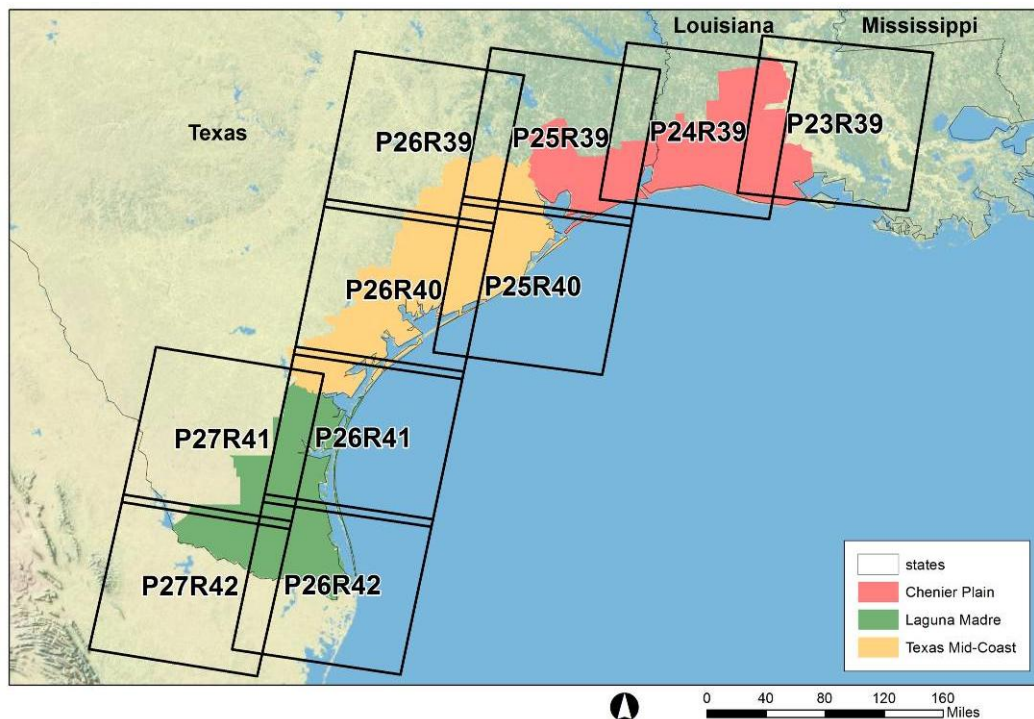 Louisiana
Mississippi
Texas
P26R39
P25R39
P24R39
P23R39
P26R40
P25R40
P27R41
P26R41
P27R42
P26R42
states
Chenier Plain
Laguna Madre
Texas Mid-Coast
0 40 80 120 160
Miles